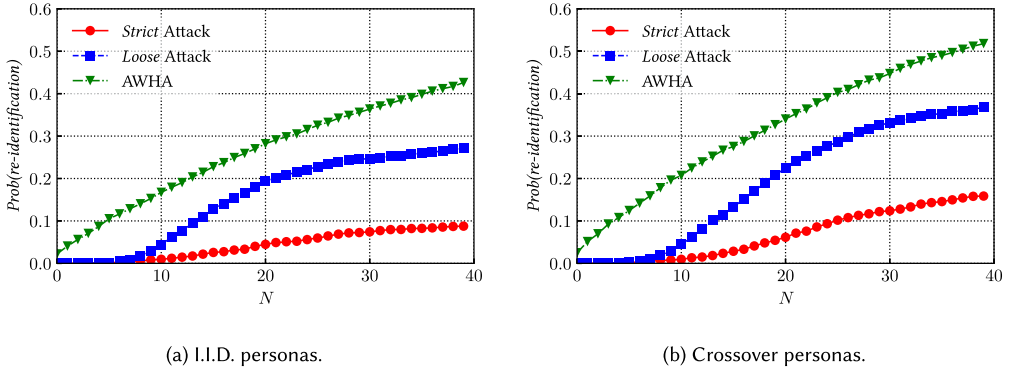 0.6
0.5
0.4
0.3
0.2
0.1
0.0
Prob(re-identification)
Strict Attack
Loose Attack
AWHA
0 10 20 30 40
N
(a) I.I.D. personas.
0.6
0.5
0.4
0.3
0.2
0.1
0.0
Prob(re-identification)
Strict Attack
Loose Attack
AWHA
0 10 20 30 40
N
(b) Crossover personas.